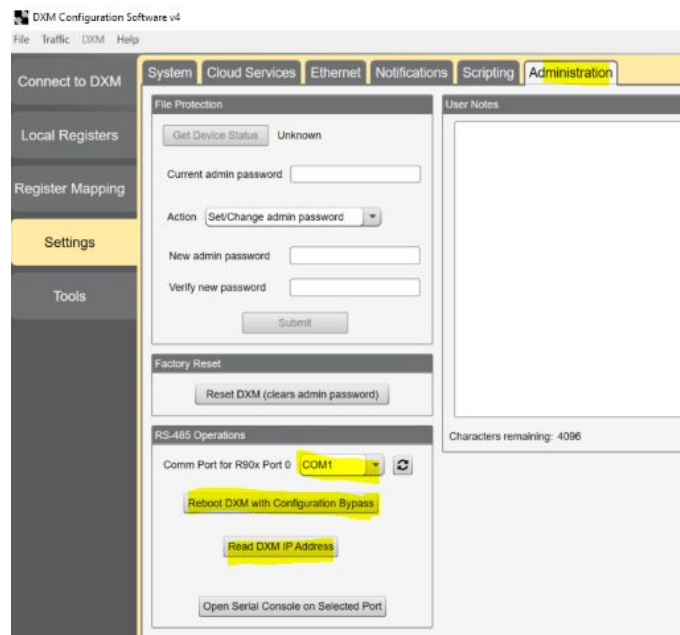 DXM Configuration Software v4
File Traffic DXM Help
Connect to DXM
Local Registers
Register Mapping
Settings
Tools
System Cloud Services Ethernet Notifications Scripting Administration
File Protection
Get Device Status Unknown
Current admin password
Action Set/Change admin password
New admin password
Verify new password
Submit
Factory Reset
Reset DXM (clears admin password)
RS-485 Operations
Comm Port for R90x Port 0 COM1
Reboot DXM with Configuration Bypass
Read DXM IP Address
Open Serial Console on Selected Port
User Notes
Characters remaining: 4096